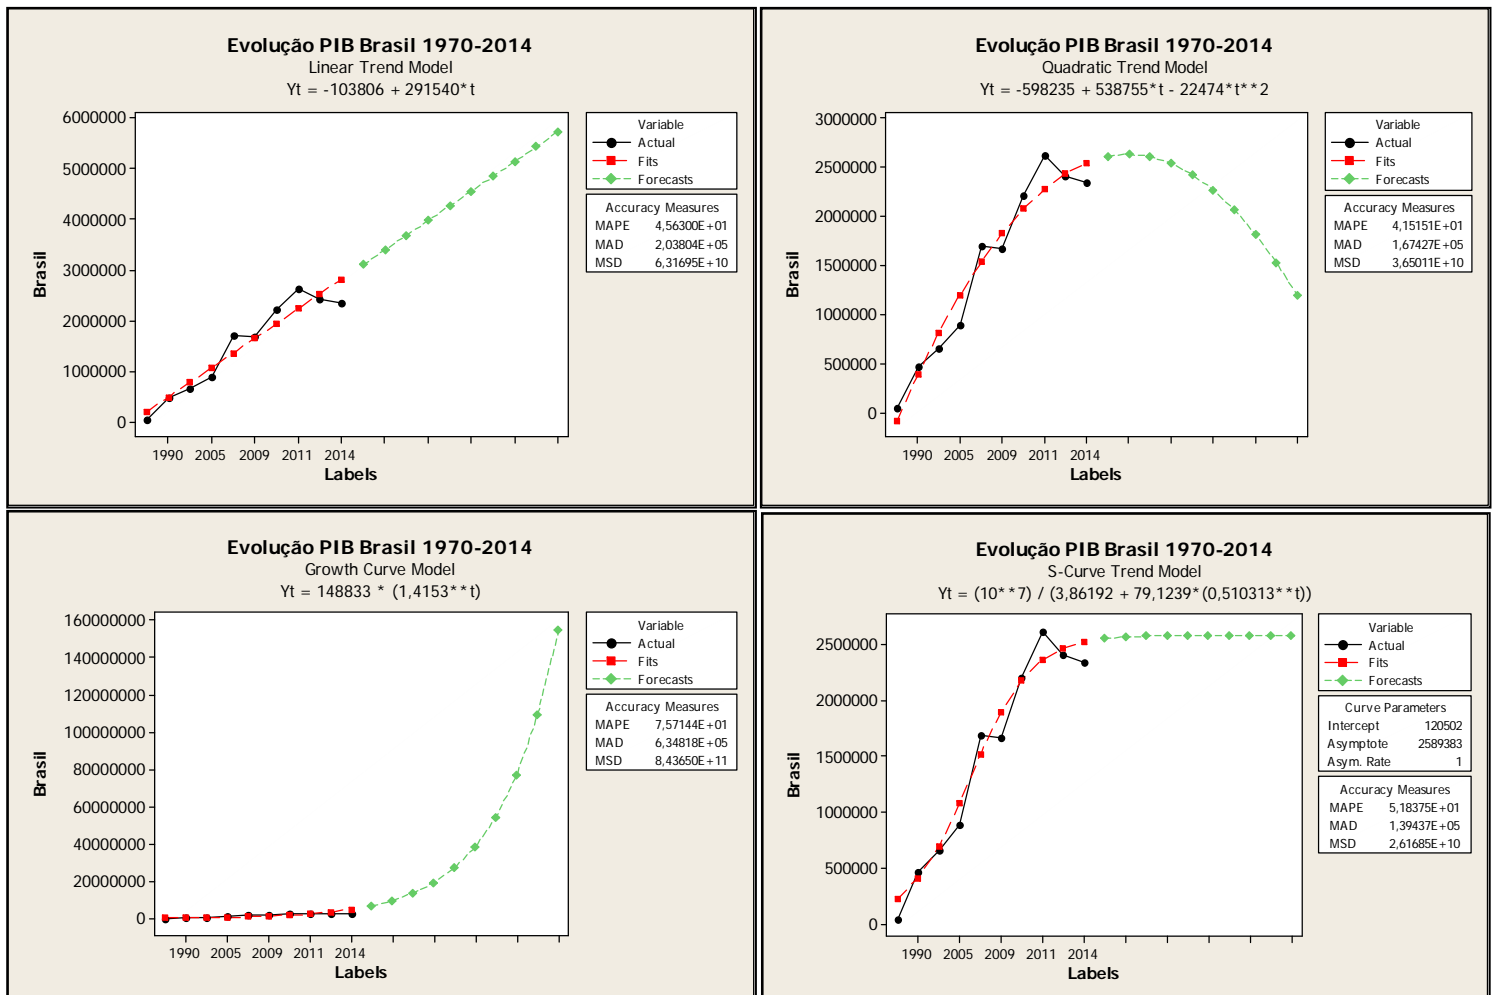 Evolução PIB Brasil 1970-2014
Linear Trend Model
Yt = -103806 + 291540*t
6000000
5000000
4000000
3000000
2000000
1000000
0
Brasil
1990 2005 2009 2011 2014
Labels
Variable
Actual
Fits
Forecasts
Accuracy Measures
MAPE 4,56300E+01
MAD 2,03804E+05
MSD 6,31695E+10
Evolução PIB Brasil 1970-2014
Quadratic Trend Model
Yt = -598235 + 538755*t - 22474*t**2
3000000
2500000
2000000
1500000
1000000
500000
0
Brasil
1990 2005 2009 2011 2014
Labels
Variable
Actual
Fits
Forecasts
Accuracy Measures
MAPE 4,15151E+01
MAD 1,67427E+05
MSD 3,65011E+10
Evolução PIB Brasil 1970-2014
Growth Curve Model
Yt = 148833 * (1,4153**t)
160000000
140000000
120000000
100000000
80000000
60000000
40000000
20000000
0
Brasil
1990 2005 2009 2011 2014
Labels
Variable
Actual
Fits
Forecasts
Accuracy Measures
MAPE 7,57144E+01
MAD 6,34818E+05
MSD 8,43650E+11
Evolução PIB Brasil 1970-2014
S-Curve Trend Model
Yt = (10**7) / (3,86192 + 79,1239*(0,510313**t))
2500000
2000000
1500000
1000000
500000
0
Brasil
1990 2005 2009 2011 2014
Labels
Variable
Actual
Fits
Forecasts
Curve Parameters
Intercept 120502
Asymptote 2589383
Asym. Rate 1
Accuracy Measures
MAPE 5,18375E+01
MAD 1,39437E+05
MSD 2,61685E+10